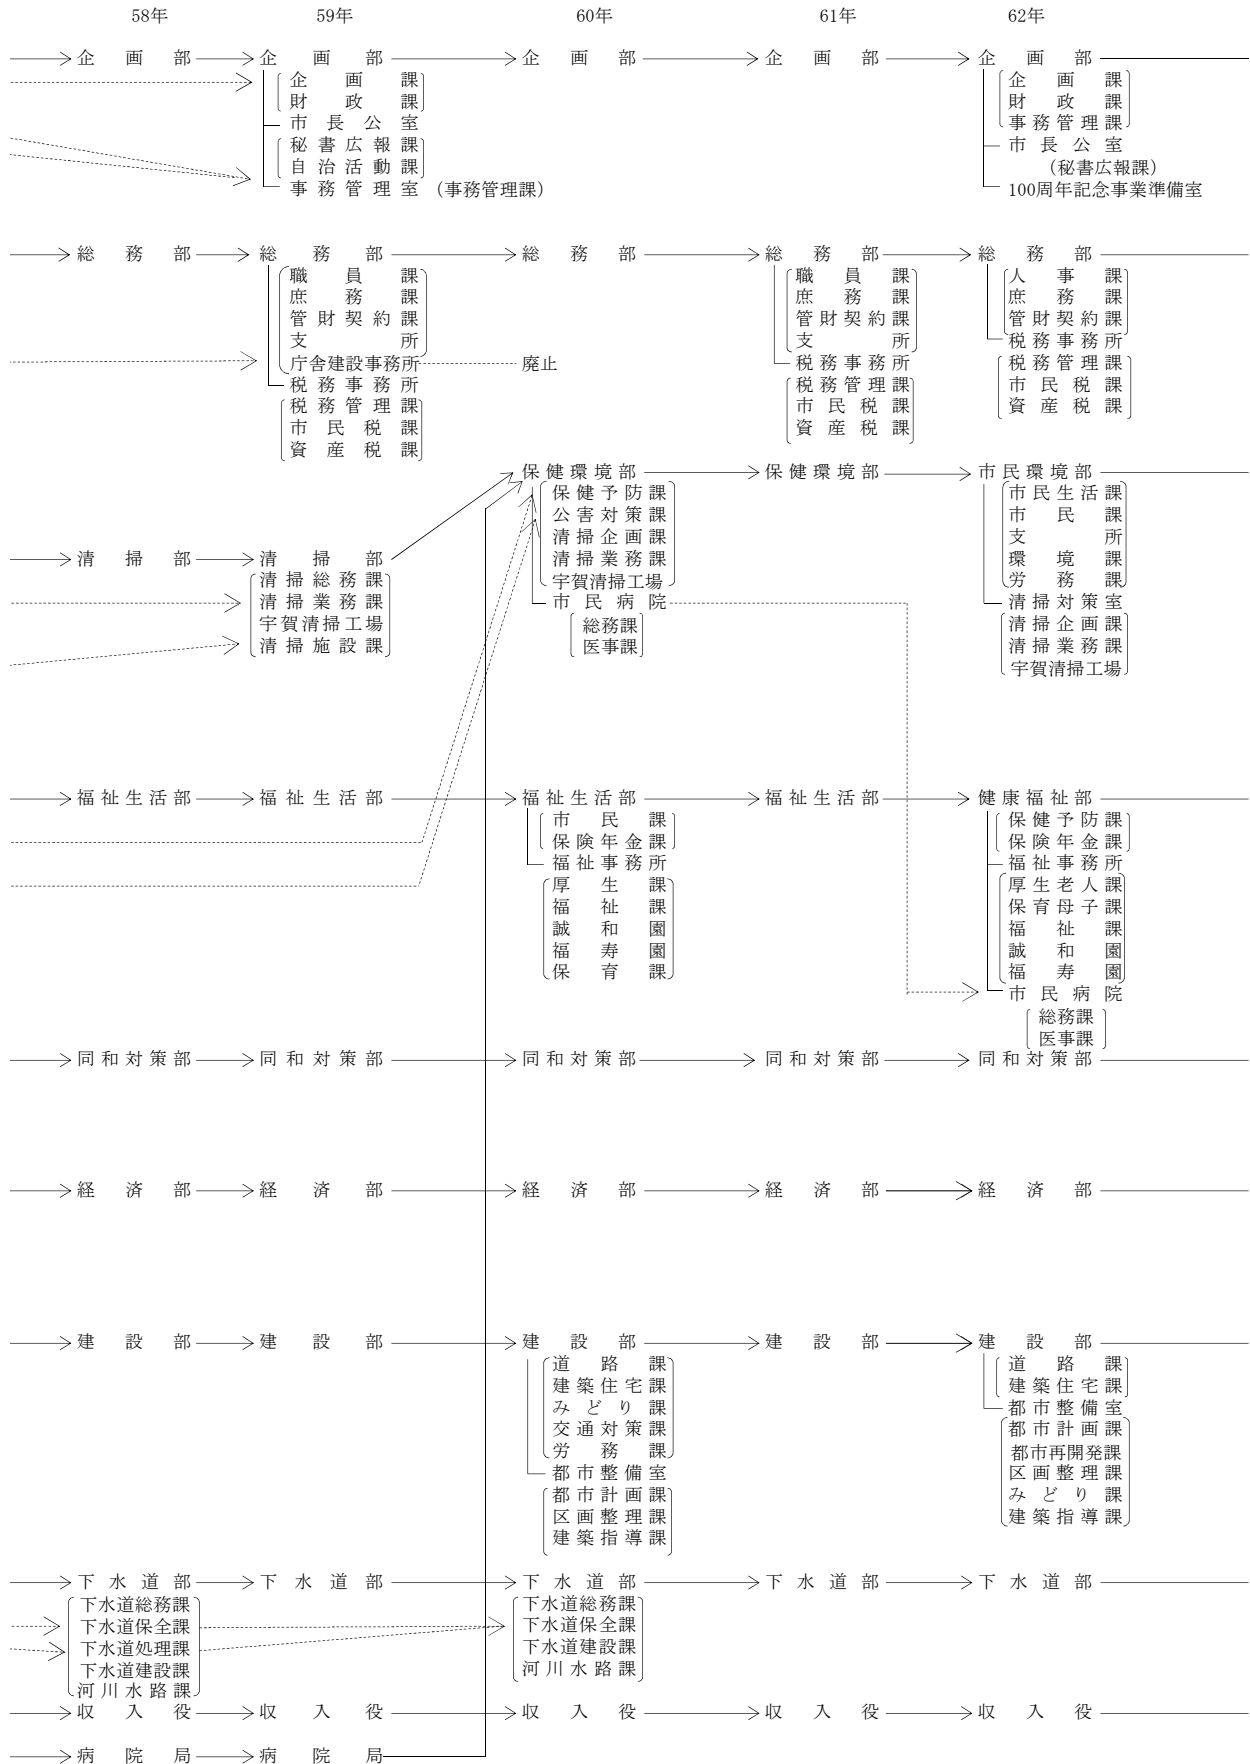 58年 59年 60年 61年 62年
企画部 企画部 企画部 企画部 企画部
企画課 企画課
財政課 財政課
市長公室 事務管理課
秘書広報課 市長公室
自治活動課 (秘書広報課)
事務管理室 (事務管理課) 100周年記念事業準備室
総務部 総務部 総務部 総務部 総務部
職員課 職員課 人事課
庶務課 庶務課 庶務課
管財契約課 管財契約課 管財契約課
支所 支所 税務事務所
庁舎建設事務所 廃止 税務事務所 税務管理課
税務事務所 税務管理課 市民税課
税務管理課 市民税課 資産税課
市民税課 資産税課
資産税課
保健環境部 保健環境部 市民環境部
保健予防課 市民生活課
公害対策課 市民課
清掃企画課 支所
清掃部 清掃部 清掃業務課 環境課
清掃総務課 宇賀清掃工場 労務課
清掃業務課 市民病院 清掃対策室
宇賀清掃工場 総務課 清掃企画課
清掃施設課 医事課 清掃業務課
宇賀清掃工場
福祉生活部 福祉生活部 福祉生活部 福祉生活部 健康福祉部
市民課 保健予防課
保険年金課 保険年金課
福祉事務所 福祉事務所
厚生課 厚生老人課
福祉課 保育母子課
誠和園 福祉課
福寿園 誠和園
保育課 福寿園
市民病院
総務課
医事課
同和対策部 同和対策部 同和対策部 同和対策部 同和対策部
経済部 経済部 経済部 経済部 経済部
建設部 建設部 建設部 建設部 建設部
道路課 道路課
建築住宅課 建築住宅課
みどり課 都市整備室
交通対策課 都市計画課
労務課 都市再開発課
都市整備室 区画整理課
都市計画課 みどり課
区画整理課 建築指導課
建築指導課
下水道部 下水道部 下水道部 下水道部 下水道部
下水道総務課 下水道総務課
下水道保全課 下水道保全課
下水道処理課 下水道建設課
下水道建設課 河川水路課
河川水路課
収入役 収入役 収入役 収入役 収入役
病院局 病院局